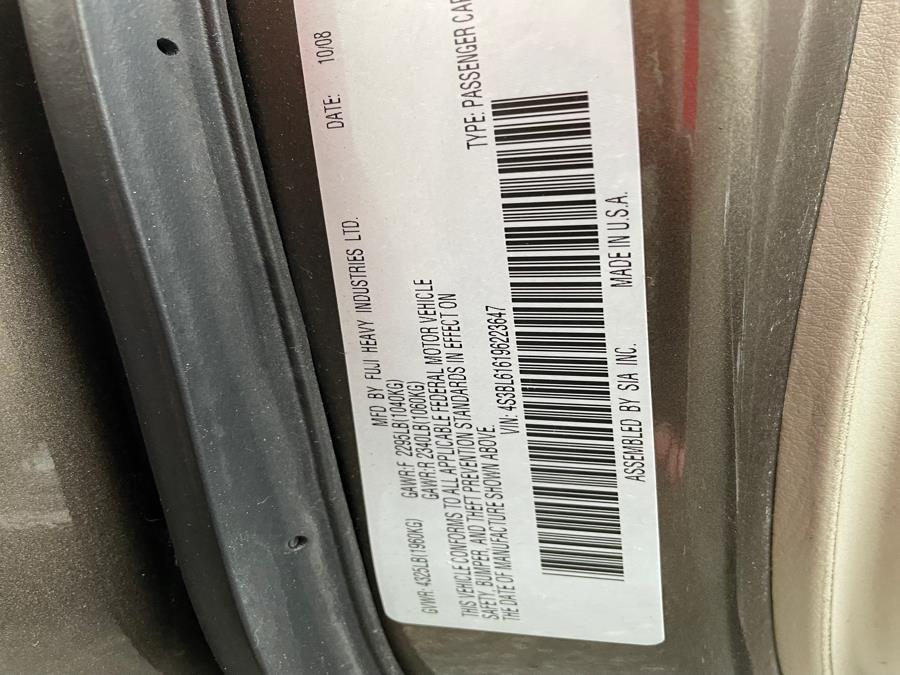 MFD BY FUJI HEAVY INDUSTRIES LTD. DATE: 10/08
GVWR: 4325LB(1960KG) GAWR:F 2295LB(1040KG)
GAWR:R 2340LB(1060KG)
THIS VEHICLE CONFORMS TO ALL APPLICABLE FEDERAL MOTOR VEHICLE
SAFETY, BUMPER, AND THEFT PREVENTION STANDARDS IN EFFECT ON
THE DATE OF MANUFACTURE SHOWN ABOVE.
VIN: 4S3BL616196223647 TYPE: PASSENGER CAR
ASSEMBLED BY SIA INC. MADE IN U.S.A.